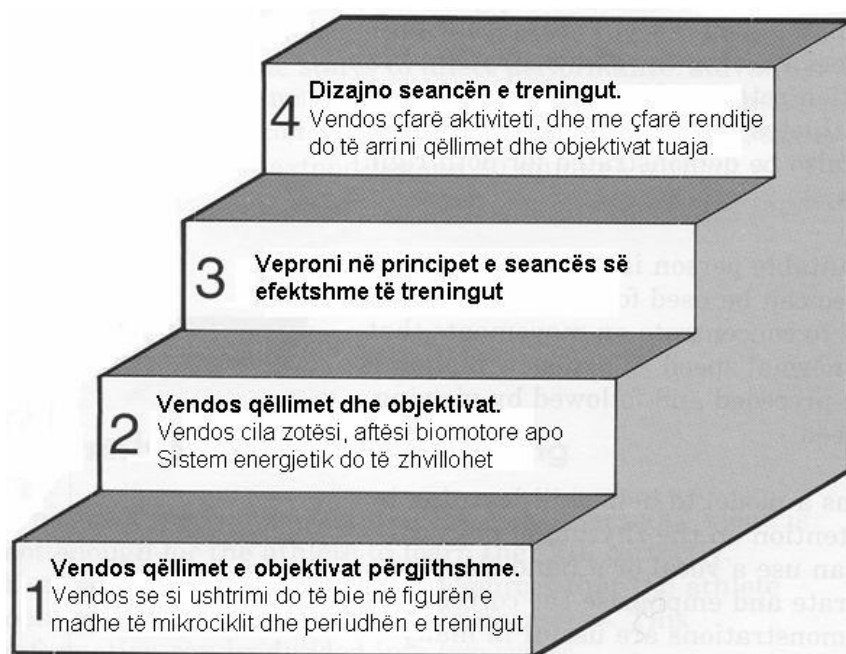 4
Dizajno seancën e treningut.
Vendos çfarë aktiviteti, dhe me çfarë renditje
do të arrini qëllimet dhe objektivat tuaja.
3
Veproni në principet e seancës së
efektshme të treningut
2
Vendos qëllimet dhe objektivat.
Vendos cila zotësi, aftësi biomotore apo
Sistem energjetik do të zhvillohet
1
Vendos qëllimet e objektivat përgjithshme.
Vendos se si ushtrimi do të bie në figurën e
madhe të mikrociklit dhe periudhën e treningut